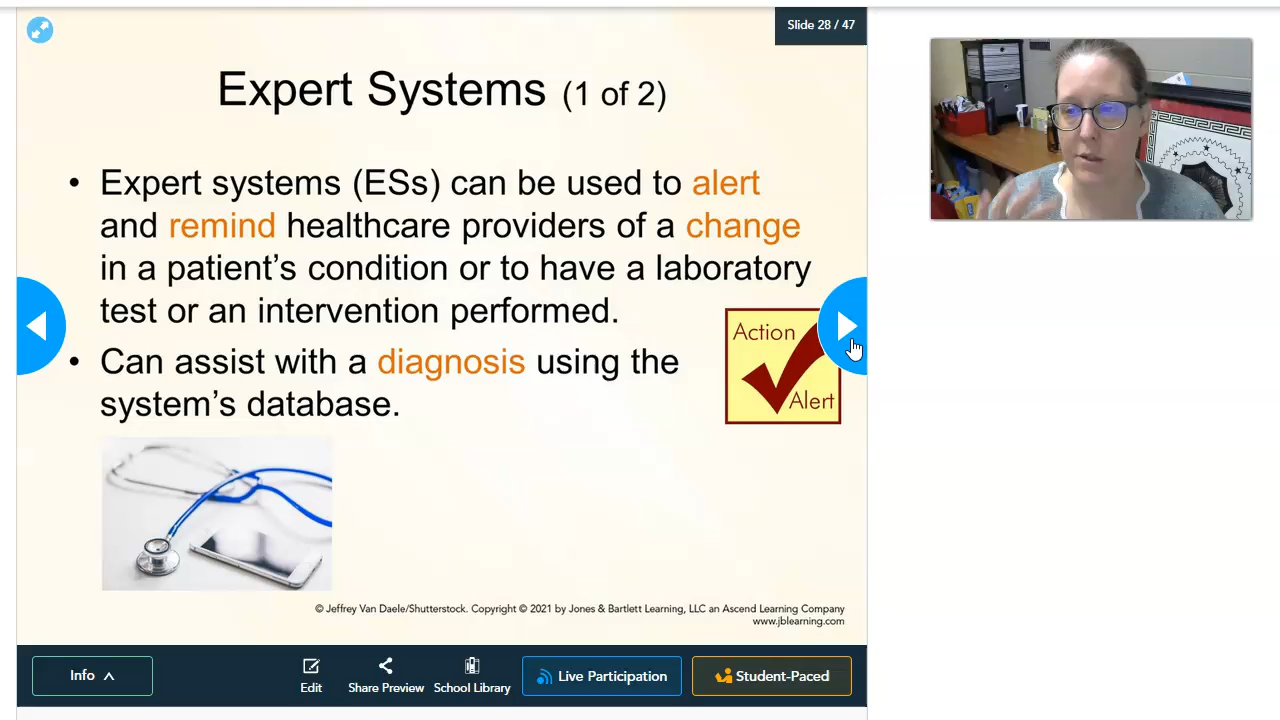 Slide 28 / 47
Expert Systems (1 of 2)
• Expert systems (ESs) can be used to alert
and remind healthcare providers of a change
in a patient's condition or to have a laboratory
test or an intervention performed.
Action
Alert
• Can assist with a diagnosis using the
system's database.
© Jeffrey Van Daele/Shutterstock. Copyright © 2021 by Jones & Bartlett Learning, LLC an Ascend Learning Company
www.jblearning.com
Info
Edit
Share Preview
School Library
Live Participation
Student-Paced